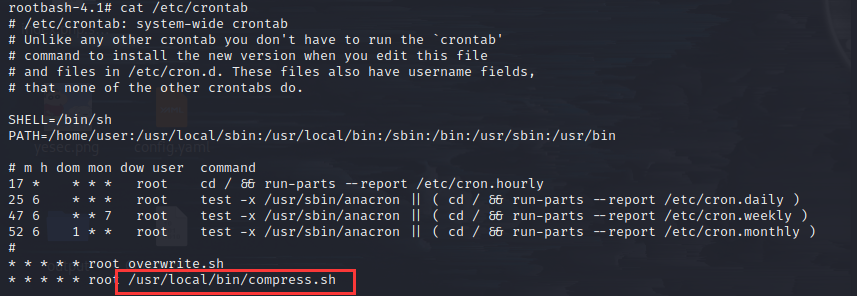 rootbash-4.1# cat /etc/crontab
# /etc/crontab: system-wide crontab
# Unlike any other crontab you don't have to run the `crontab'
# command to install the new version when you edit this file
# and files in /etc/cron.d. These files also have username fields,
# that none of the other crontabs do.
SHELL=/bin/sh
PATH=/home/user:/usr/local/sbin:/usr/local/bin:/sbin:/bin:/usr/sbin:/usr/bin
# m h dom mon dow user  command
17 *    * * *   root    cd / && run-parts --report /etc/cron.hourly
25 6    * * *   root    test -x /usr/sbin/anacron || ( cd / && run-parts --report /etc/cron.daily )
47 6    * * 7   root    test -x /usr/sbin/anacron || ( cd / && run-parts --report /etc/cron.weekly )
52 6    1 * *   root    test -x /usr/sbin/anacron || ( cd / && run-parts --report /etc/cron.monthly )
#
* * * * * root overwrite.sh
* * * * * root /usr/local/bin/compress.sh
yesec.png
config.yaml